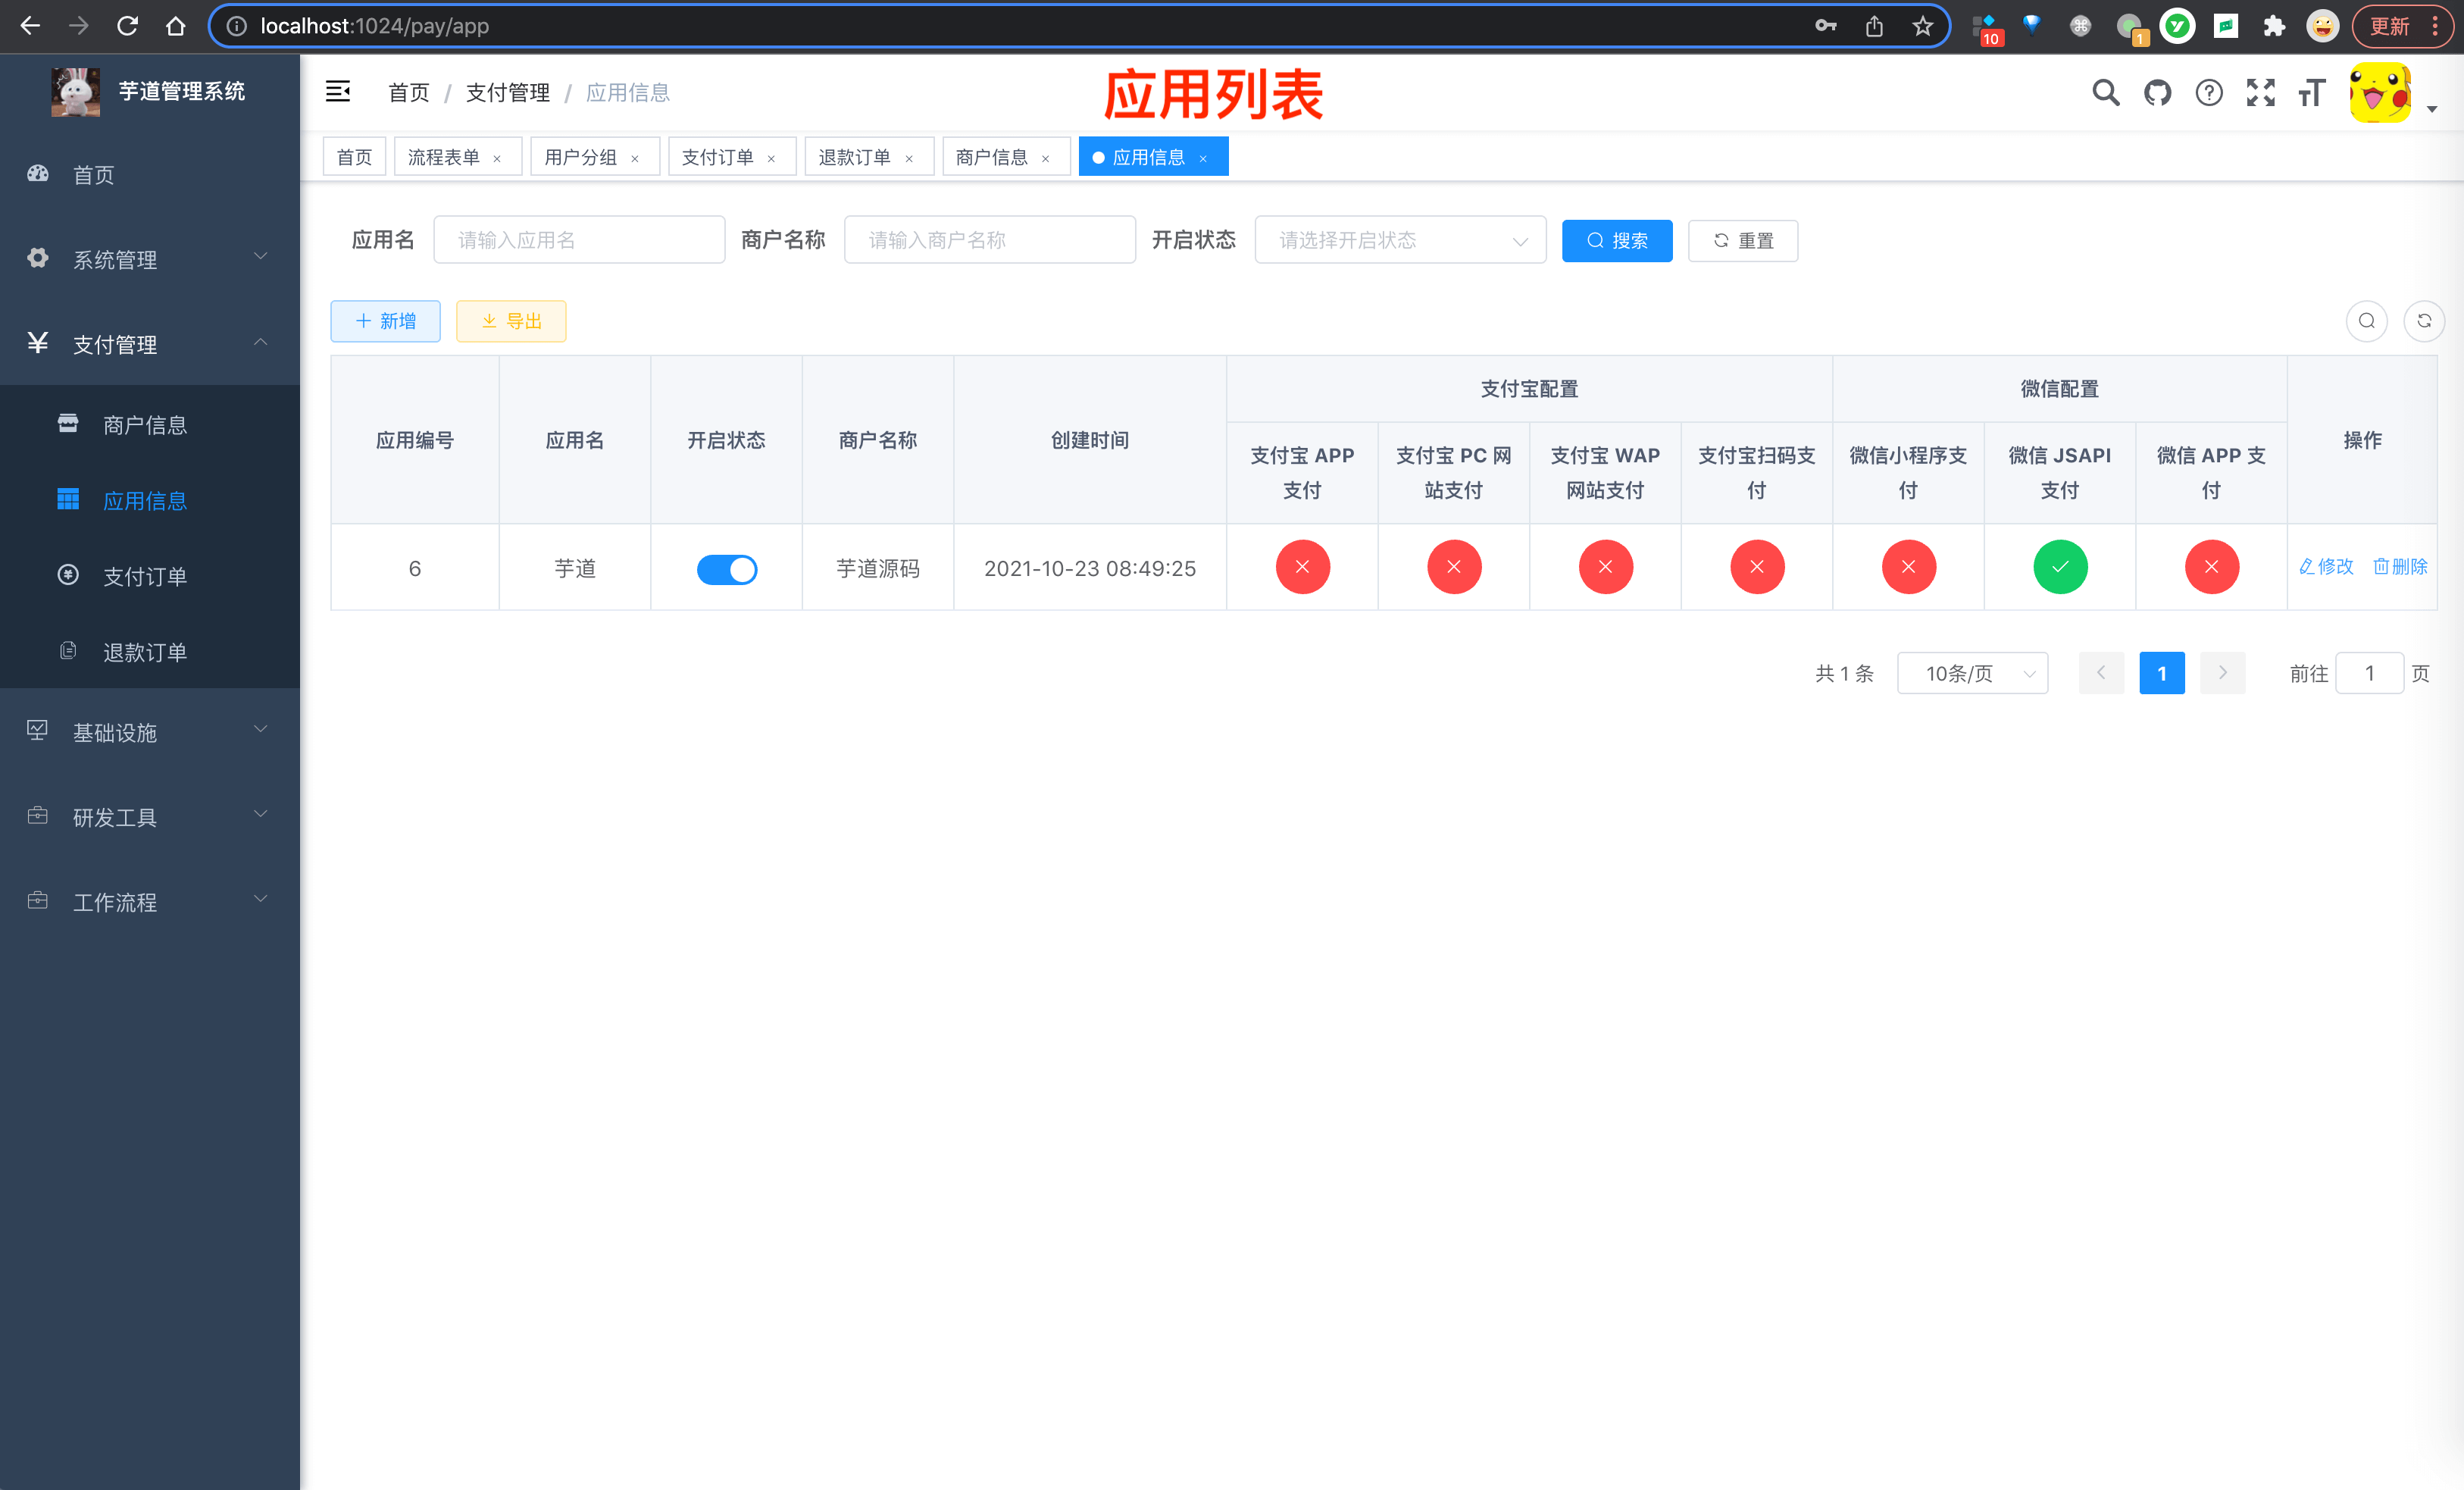 localhost:1024/pay/app
10
1
更新
芋道管理系统
首页 / 支付管理 / 应用信息
应用列表
首页
流程表单 ×
用户分组 ×
支付订单 ×
退款订单 ×
商户信息 ×
应用信息 ×
首页
系统管理
支付管理
商户信息
应用信息
支付订单
退款订单
基础设施
研发工具
工作流程
应用名 请输入应用名 商户名称 请输入商户名称 开启状态 请选择开启状态 搜索 重置
新增 导出
应用编号 应用名 开启状态 商户名称 创建时间 支付宝配置 微信配置 操作
支付宝 APP 支付
支付宝 PC 网站支付
支付宝 WAP 网站支付
支付宝扫码支付
微信小程序支付
微信 JSAPI 支付
微信 APP 支付
6 芋道 芋道源码 2021-10-23 08:49:25 修改 删除
共 1 条 10条/页 1 前往 1 页